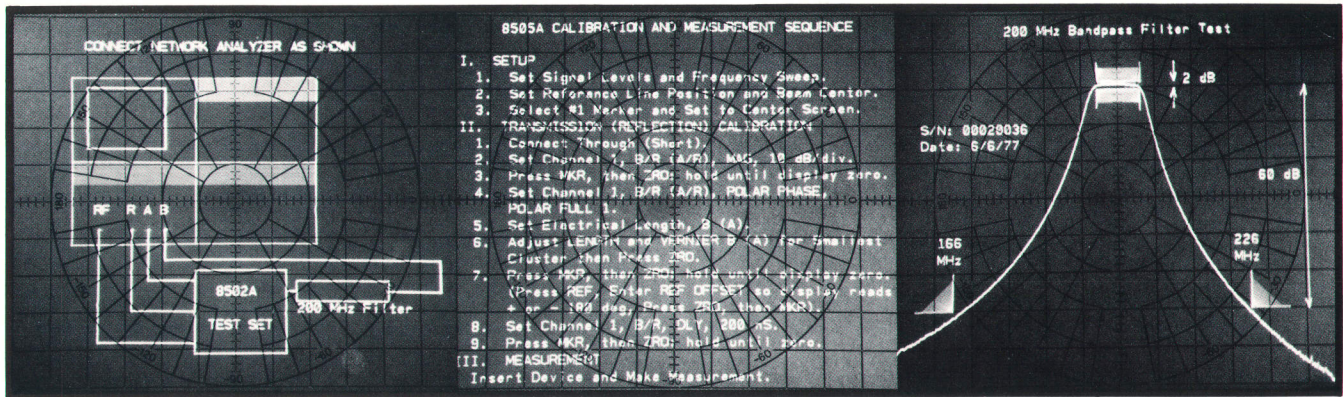 CONNECT NETWORK ANALYZER AS SHOWN
RF R A B
8502A
TEST SET
200 MHz Filter
8505A CALIBRATION AND MEASUREMENT SEQUENCE
I. SETUP
1. Set Signal Levels and Frequency Sweep.
2. Set Reference Line Position and Beam Center.
3. Select #1 Marker and Set to Center Screen.
II. TRANSMISSION (REFLECTION) CALIBRATION
1. Connect Through (Short).
2. Set Channel 1, B/R (A/R), MAG, 10 dB/div.
3. Press MKR, then ZRO; hold until display zero.
4. Set Channel 1, B/R (A/R), POLAR PHASE,
POLAR FULL 1.
5. Set Electrical Length, B (A).
6. Adjust LENGTH and VERNIER B (A) for Smallest
Cluster then Press ZRO.
7. Press MKR, then ZRO; hold until display zero.
(Press REF, Enter REF OFFSET so display reads
+ or - 180 deg, Press ZRO, then MKR).
8. Set Channel 1, B/R, DLY, 200 nS.
9. Press MKR, then ZRO; hold until zero.
III. MEASUREMENT
Insert Device and Make Measurement.
200 MHz Bandpass Filter Test
2 dB
S/N: 00020036
Date: 6/6/77
60 dB
166
MHz
226
MHz